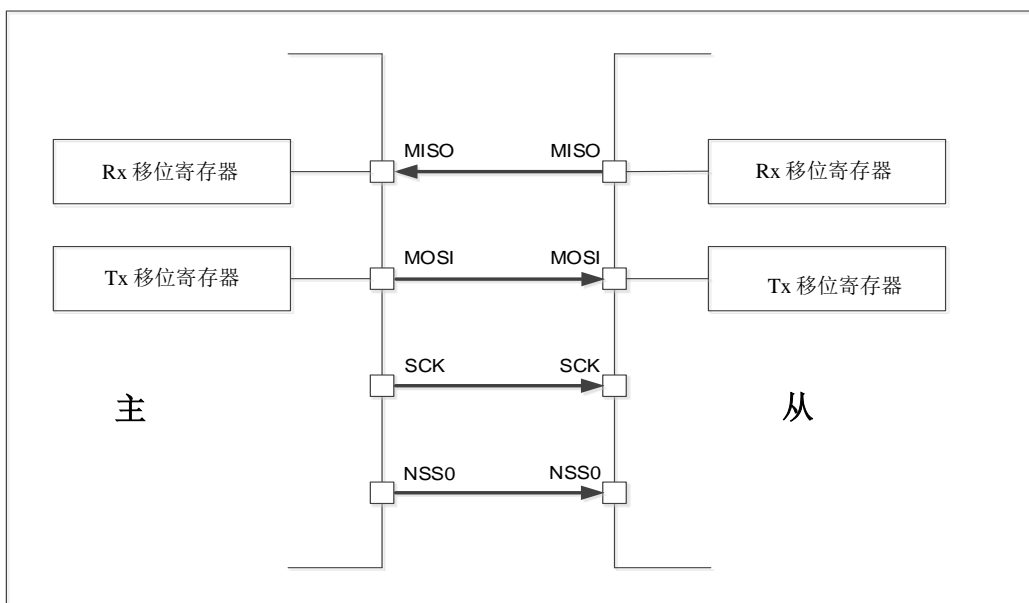 MISO MISO
Rx 移位寄存器 Rx 移位寄存器
MOSI MOSI
Tx 移位寄存器 Tx 移位寄存器
SCK SCK
主 从
NSS0 NSS0